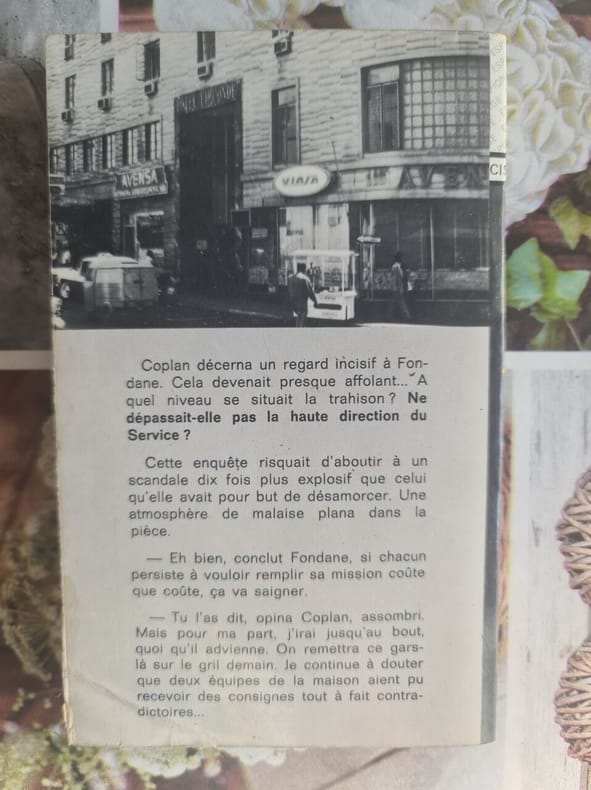 AVENSA
VIASA
AVEN
CIS
Coplan décerna un regard incisif à Fon-
dane. Cela devenait presque affolant... A
quel niveau se situait la trahison ? Ne
dépassait-elle pas la haute direction du
Service ?
Cette enquête risquait d'aboutir à un
scandale dix fois plus explosif que celui
qu'elle avait pour but de désamorcer. Une
atmosphère de malaise plana dans la
pièce.
— Eh bien, conclut Fondane, si chacun
persiste à vouloir remplir sa mission coûte
que coûte, ça va saigner.
— Tu l'as dit, opina Coplan, assombri.
Mais pour ma part, j'irai jusqu'au bout,
quoi qu'il advienne. On remettra ce gars-
là sur le gril demain. Je continue à douter
que deux équipes de la maison aient pu
recevoir des consignes tout à fait contra-
dictoires...